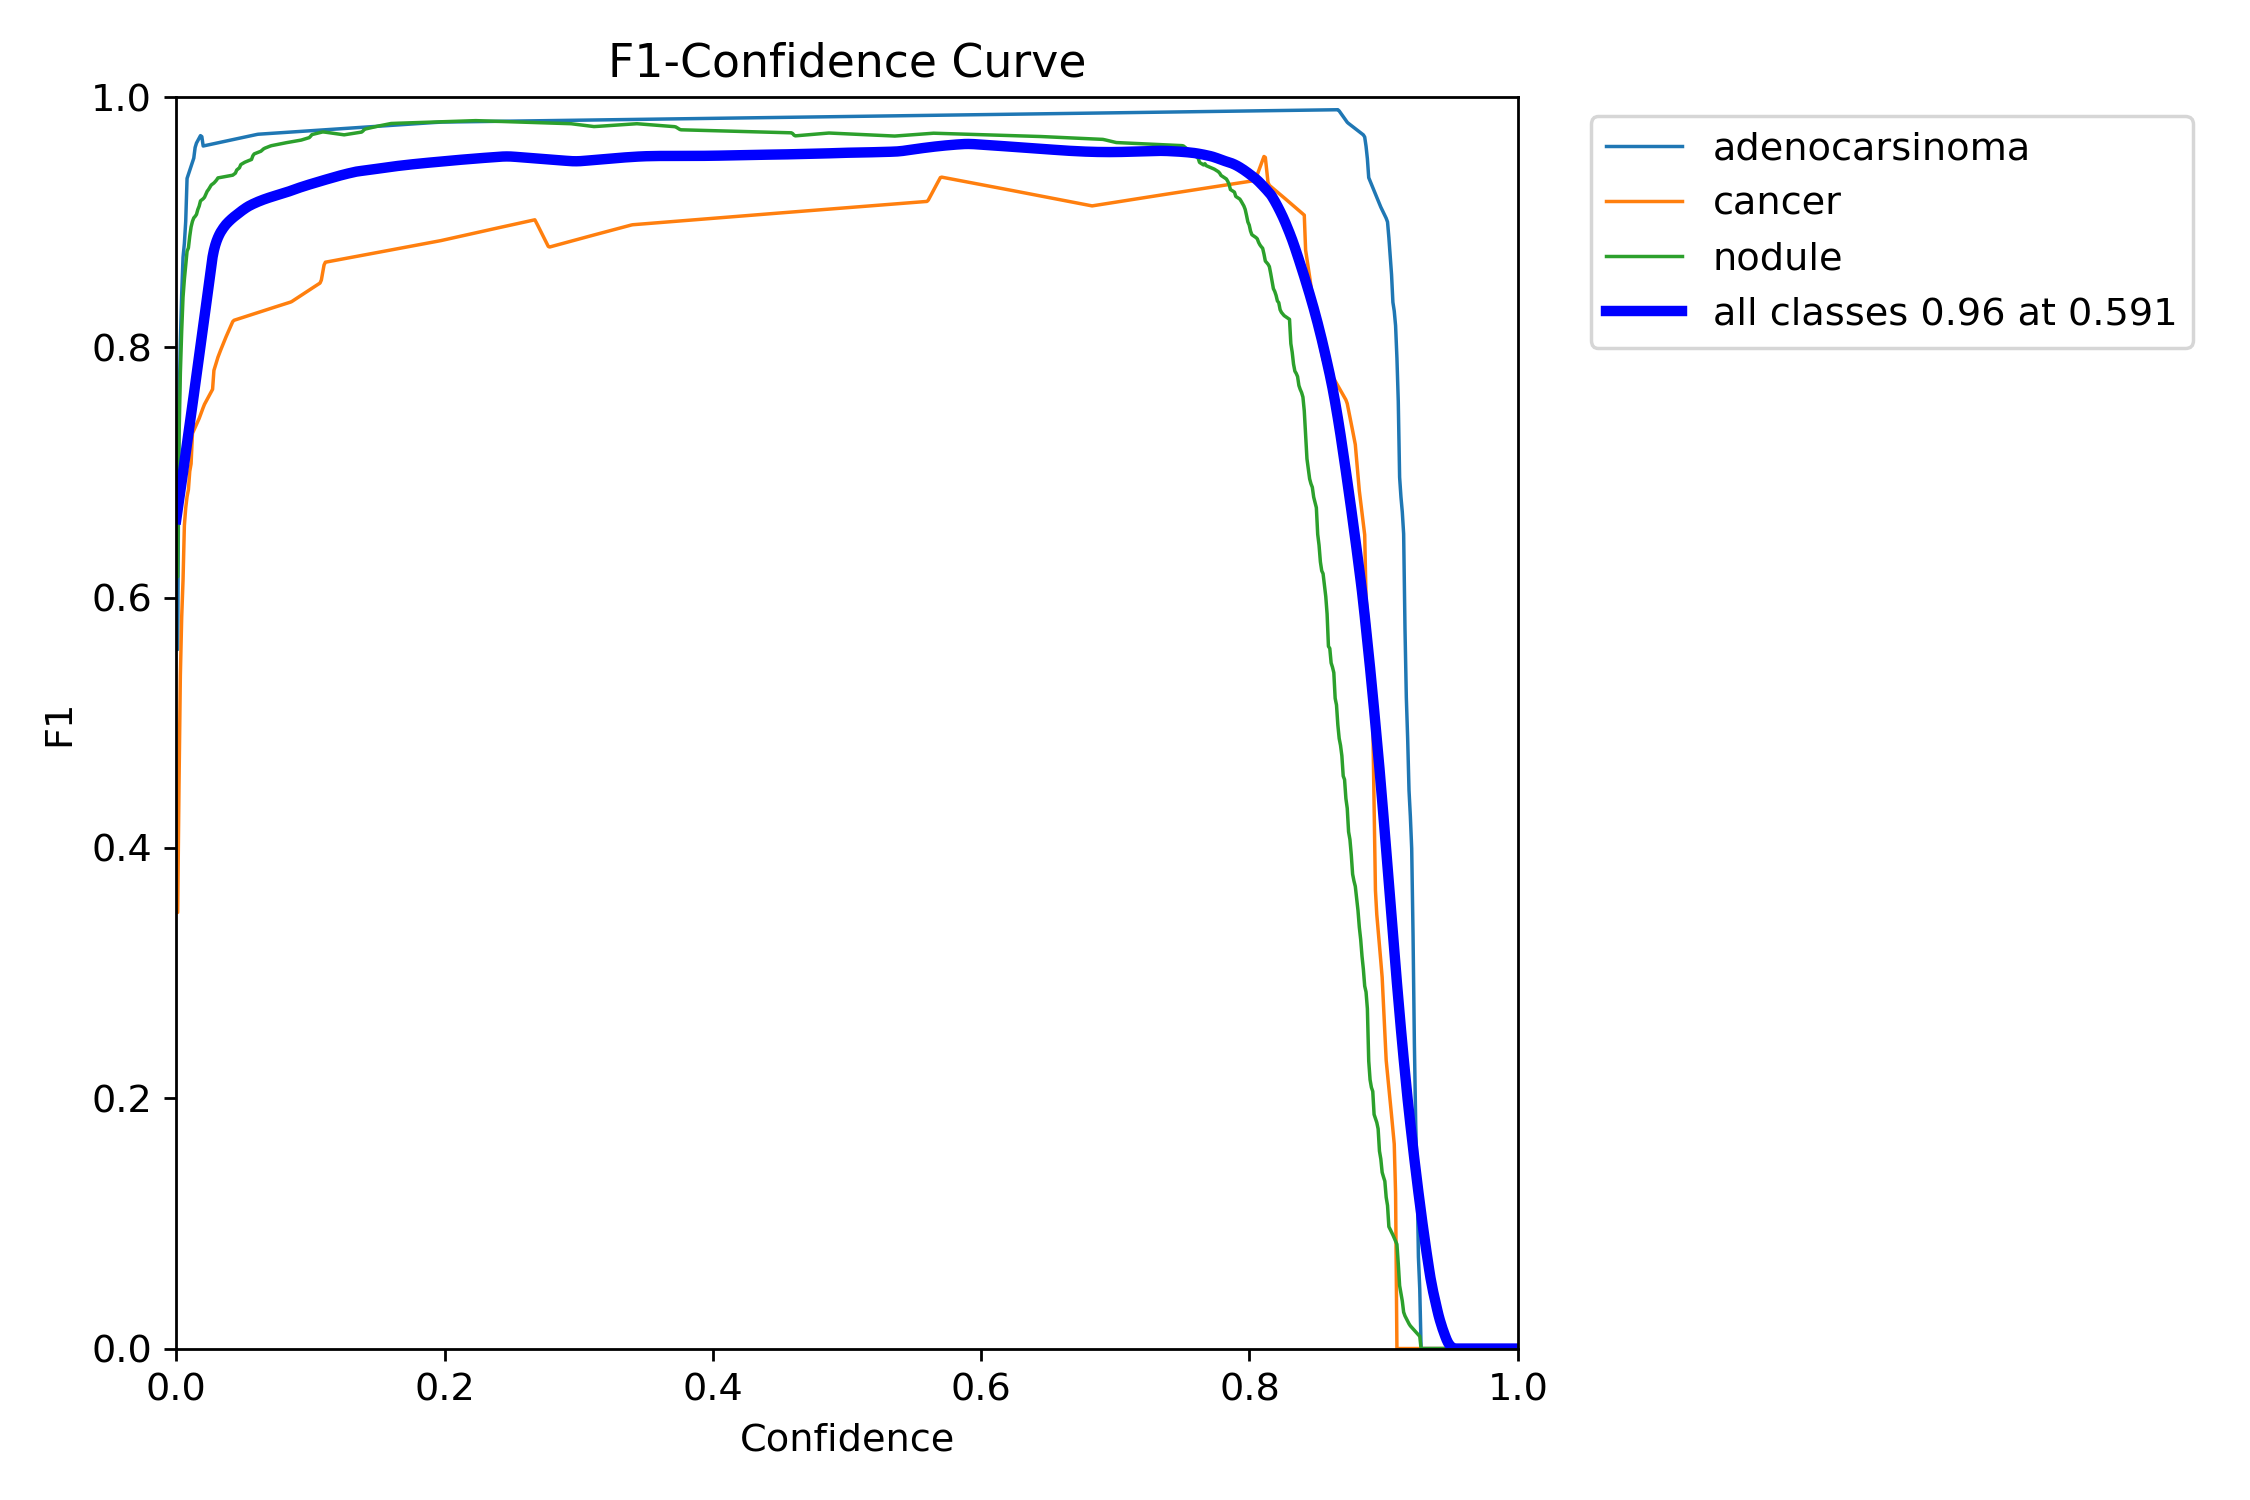 F1-Confidence Curve
1.0
0.8
0.6
0.4
0.2
0.0
F1
0.0 0.2 0.4 0.6 0.8 1.0
Confidence
adenocarsinoma
cancer
nodule
all classes 0.96 at 0.591